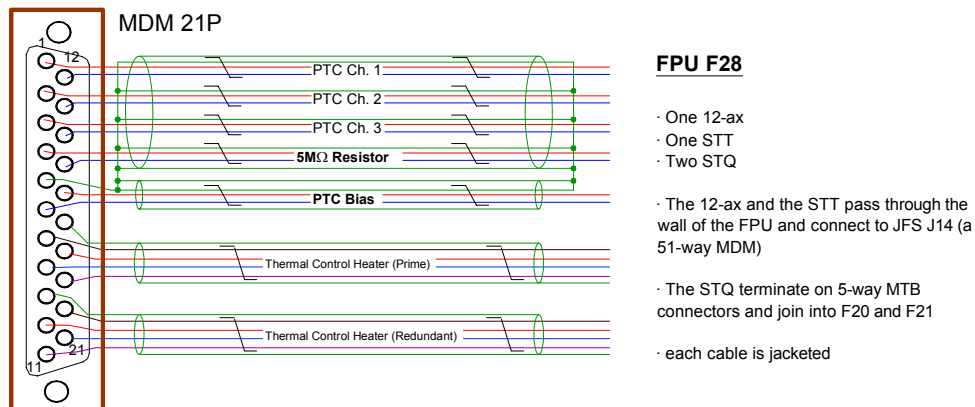 MDM 21P
1
12
PTC Ch. 1
PTC Ch. 2
PTC Ch. 3
5MΩ Resistor
PTC Bias
Thermal Control Heater (Prime)
Thermal Control Heater (Redundant)
21
11
FPU F28
· One 12-ax
· One STT
· Two STQ
· The 12-ax and the STT pass through the
wall of the FPU and connect to JFS J14 (a
51-way MDM)
· The STQ terminate on 5-way MTB
connectors and join into F20 and F21
· each cable is jacketed